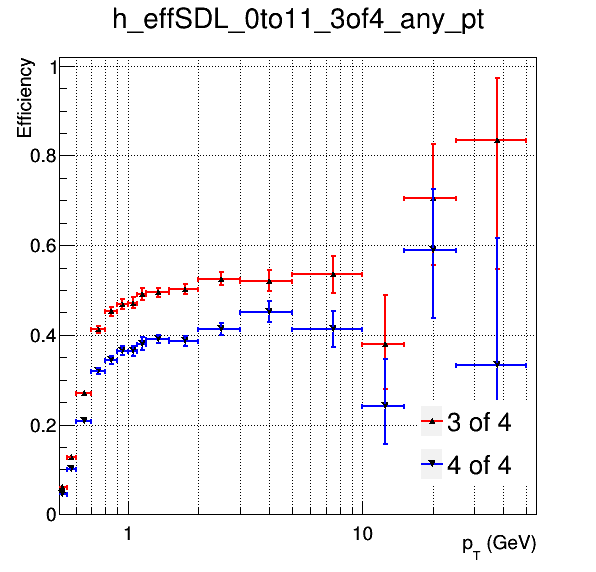 h_effSDL_0to11_3of4_any_pt
Efficiency
1
0.8
0.6
0.4
0.2
0
1
10
p_T (GeV)
3 of 4
4 of 4